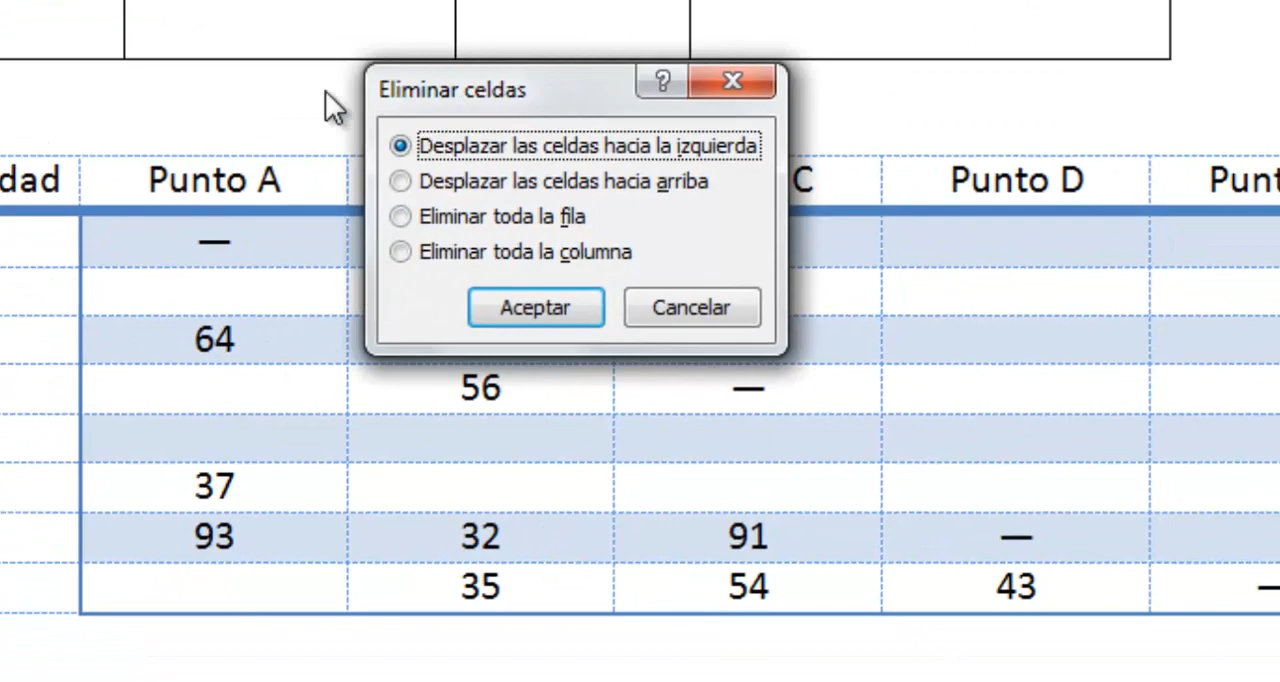 Eliminar celdas
Desplazar las celdas hacia la izquierda
Desplazar las celdas hacia arriba
Eliminar toda la fila
Eliminar toda la columna
Aceptar Cancelar
dad Punto A C Punto D Punt
—
64
56 —
37
93 32 91 —
35 54 43 —